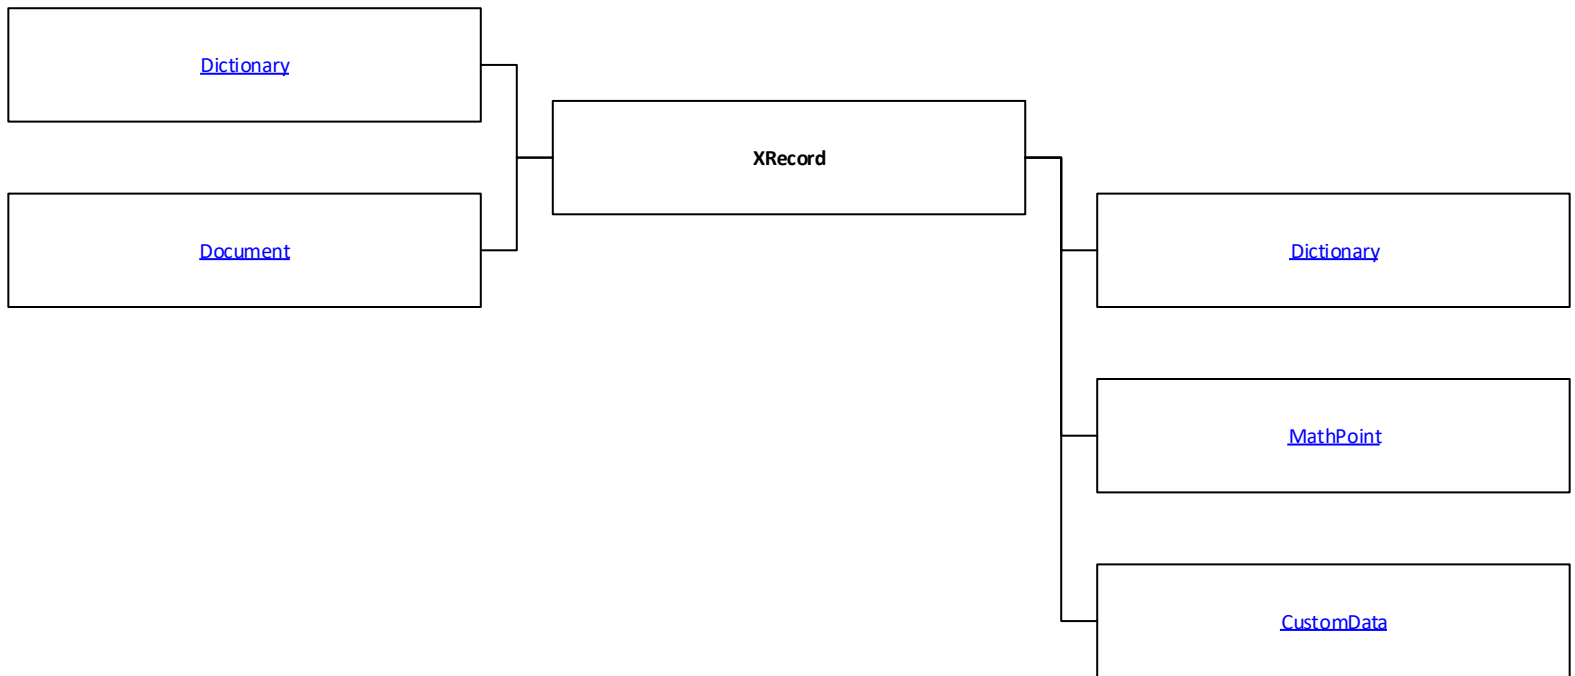 Dictionary
Document
XRecord
Dictionary
MathPoint
CustomData